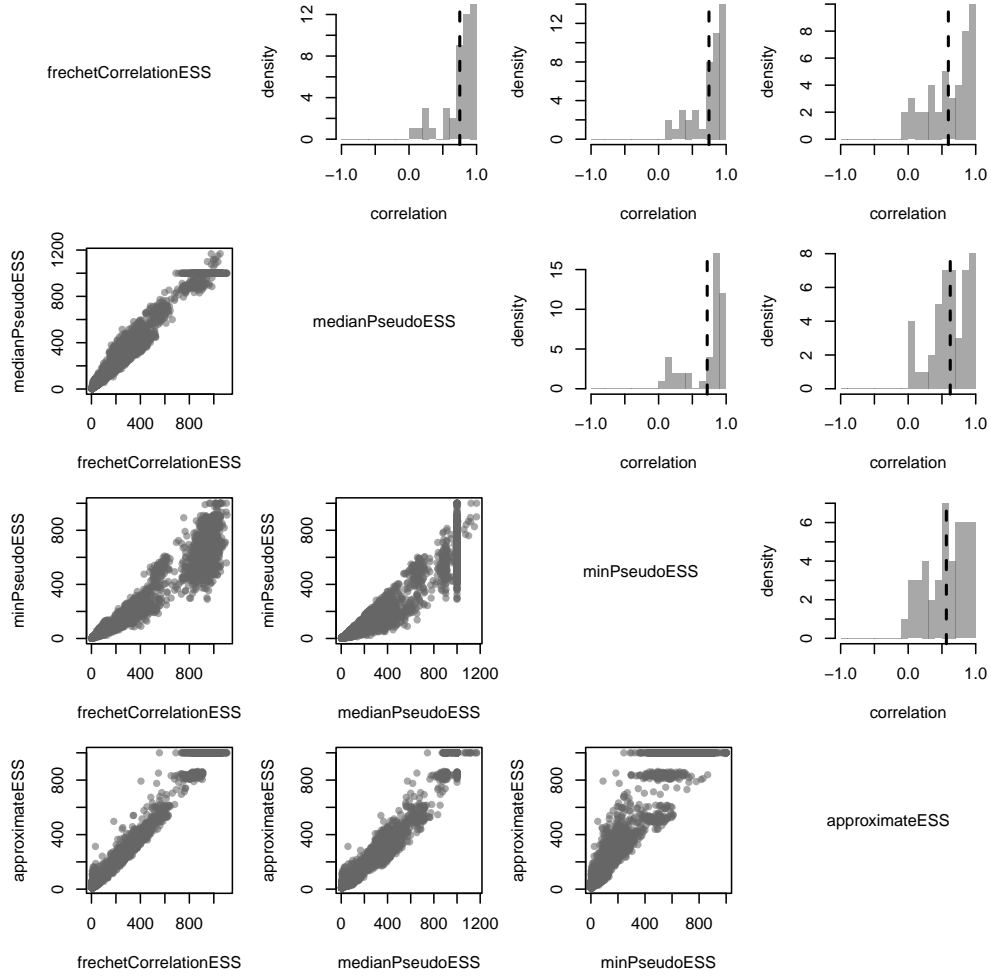 frechetCorrelationESS
density
12
8
4
0
−1.0 0.0 1.0
correlation
density
12
8
4
0
−1.0 0.0 1.0
correlation
density
10
8
6
4
2
0
−1.0 0.0 1.0
correlation
medianPseudoESS
1200
800
400
0
0 400 800
frechetCorrelationESS
medianPseudoESS
density
15
10
5
0
−1.0 0.0 1.0
correlation
density
8
6
4
2
0
−1.0 0.0 1.0
correlation
minPseudoESS
800
400
0
0 400 800
frechetCorrelationESS
minPseudoESS
800
400
0
0 400 800 1200
medianPseudoESS
minPseudoESS
density
6
4
2
0
−1.0 0.0 1.0
correlation
approximateESS
800
400
0
0 400 800
frechetCorrelationESS
approximateESS
800
400
0
0 400 800 1200
medianPseudoESS
approximateESS
800
400
0
0 400 800
minPseudoESS
approximateESS